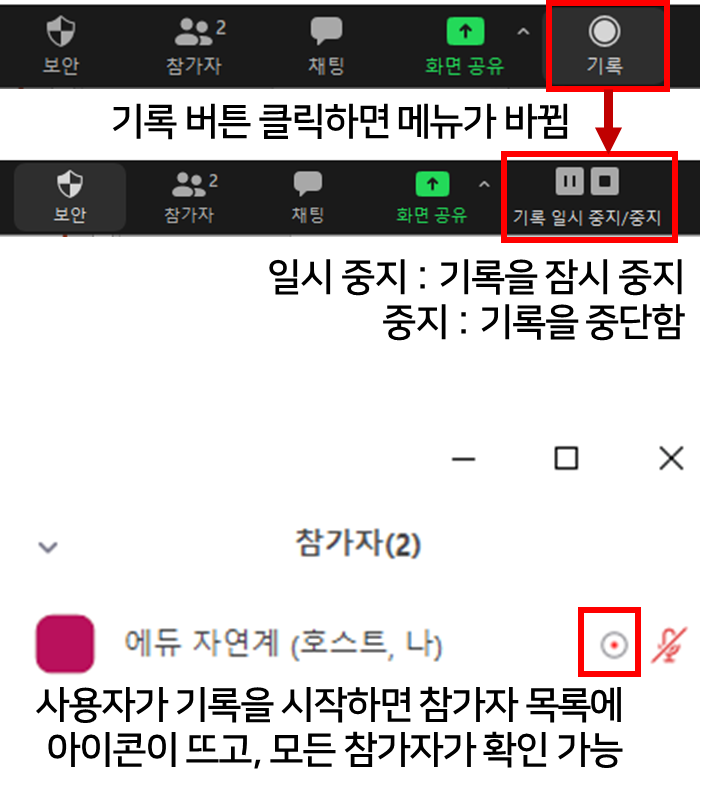 보안 참가자 2 채팅 화면 공유 기록
기록 버튼 클릭하면 메뉴가 바뀜
보안 참가자 2 채팅 화면 공유 기록 일시 중지/중지
일시 중지 : 기록을 잠시 중지
중지 : 기록을 중단함
참가자(2)
에듀 자연계 (호스트, 나)
사용자가 기록을 시작하면 참가자 목록에
아이콘이 뜨고, 모든 참가자가 확인 가능